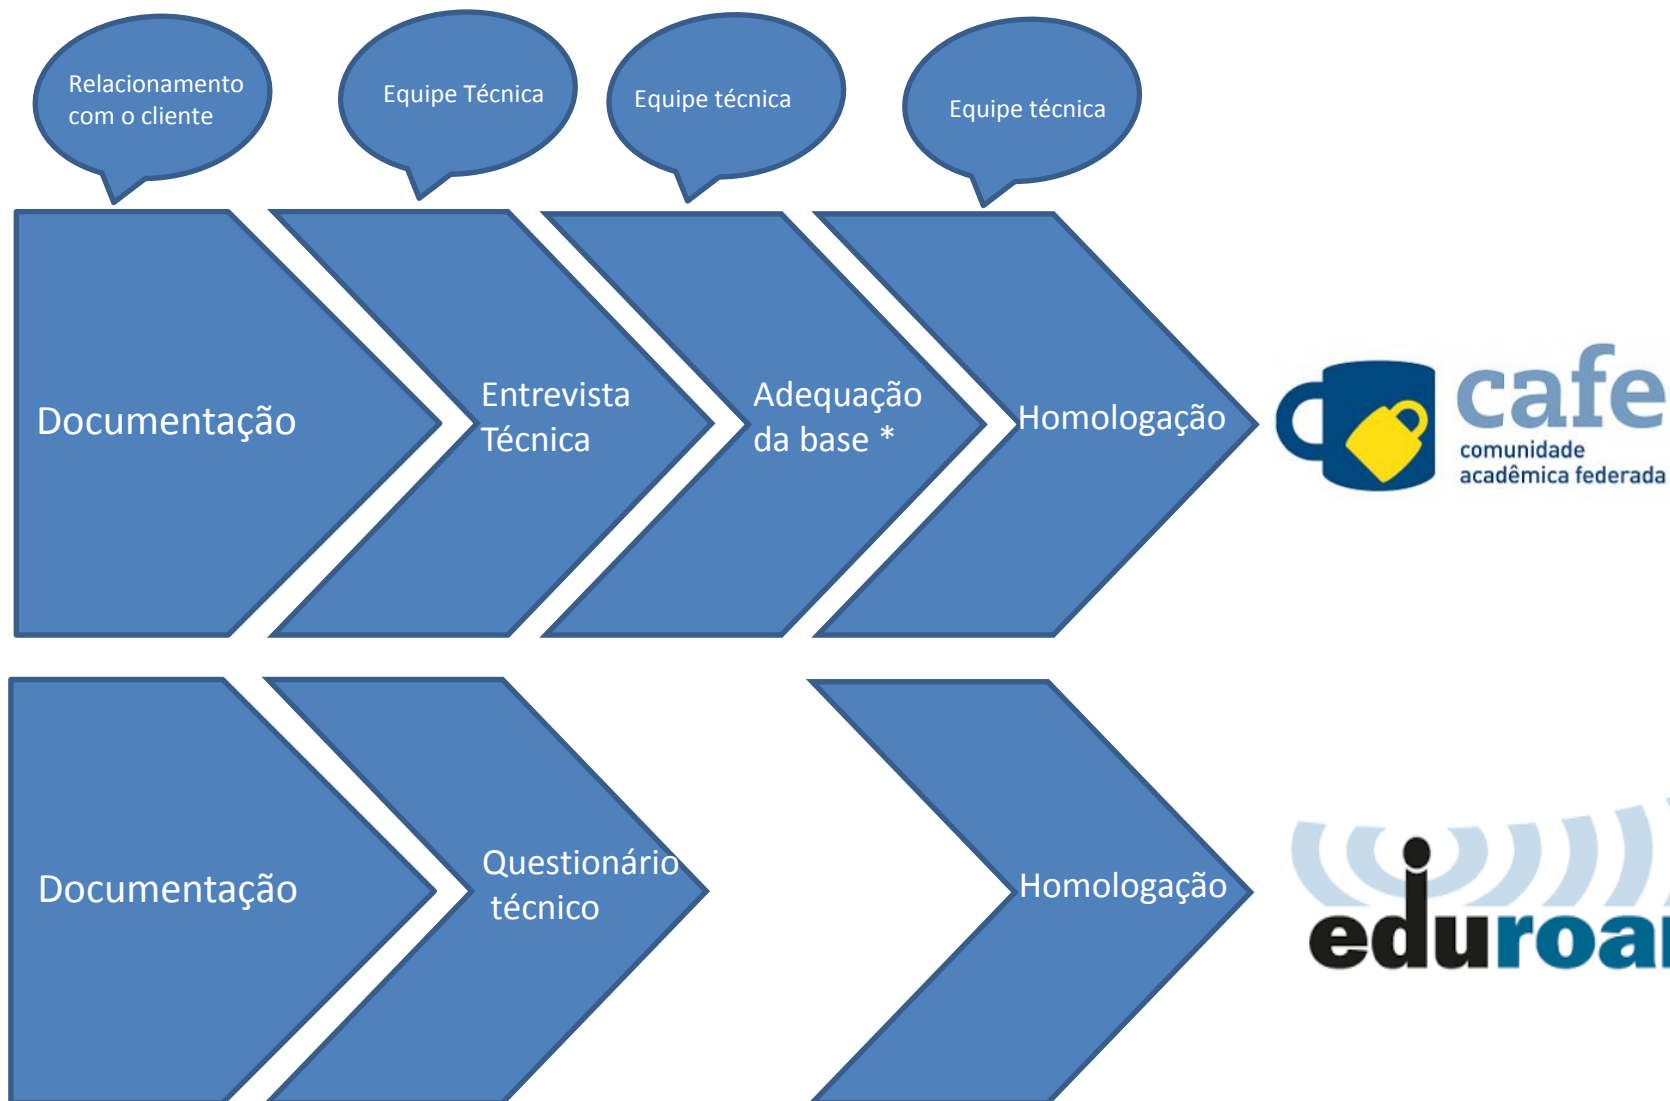 Relacionamento
com o cliente
Equipe Técnica
Equipe técnica
Equipe técnica
Documentação
Entrevista
Técnica
Adequação
da base *
Homologação
cafe
comunidade
acadêmica federada
Documentação
Questionário
técnico
Homologação
eduroa